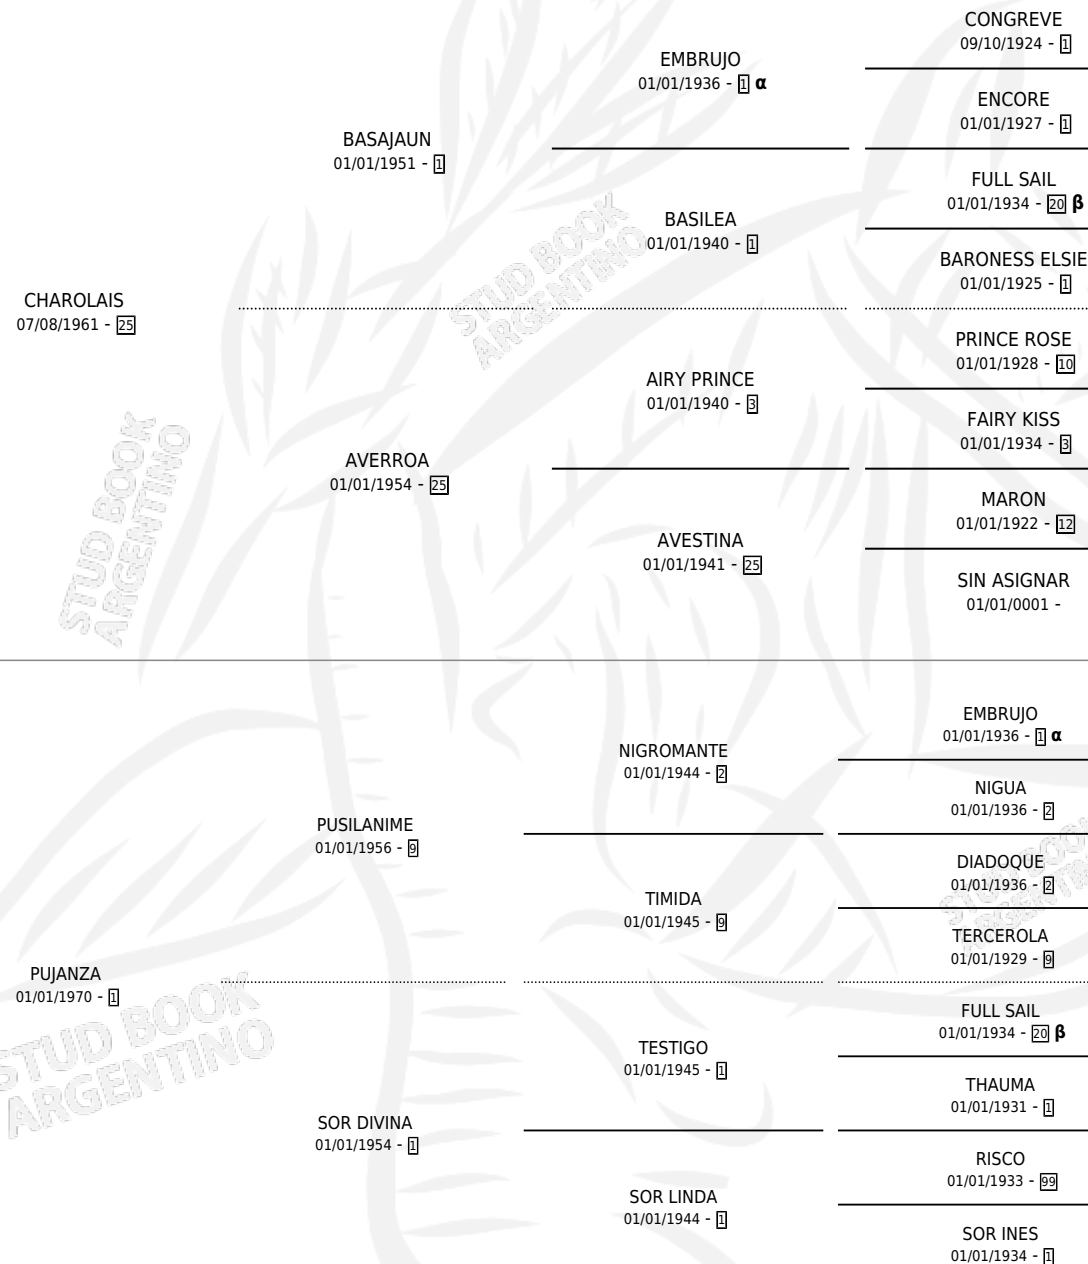 CONGREVE
09/10/1924 - 1
EMBRUJO
01/01/1936 - 1 α
ENCORE
01/01/1927 - 1
BASAJAUN
01/01/1951 - 1
FULL SAIL
01/01/1934 - 20 β
BASILEA
01/01/1940 - 1
BARONESS ELSIE
01/01/1925 - 1
CHAROLAIS
07/08/1961 - 25
PRINCE ROSE
01/01/1928 - 10
AIRY PRINCE
01/01/1940 - 3
FAIRY KISS
01/01/1934 - 3
AVERROA
01/01/1954 - 25
MARON
01/01/1922 - 12
AVESTINA
01/01/1941 - 25
SIN ASIGNAR
01/01/0001 -
EMBRUJO
01/01/1936 - 1 α
NIGROMANTE
01/01/1944 - 2
NIGUA
01/01/1936 - 2
PUSILANIME
01/01/1956 - 9
DIADOQUE
01/01/1936 - 2
TIMIDA
01/01/1945 - 9
TERCEROLA
01/01/1929 - 9
PUJANZA
01/01/1970 - 1
FULL SAIL
01/01/1934 - 20 β
TESTIGO
01/01/1945 - 1
THAUMA
01/01/1931 - 1
SOR DIVINA
01/01/1954 - 1
RISCO
01/01/1933 - 99
SOR LINDA
01/01/1944 - 1
SOR INES
01/01/1934 - 1
STUD BOOK
ARGENTINO
STUD BOOK
ARGENTINO
STUD BOOK
ARGENTINO